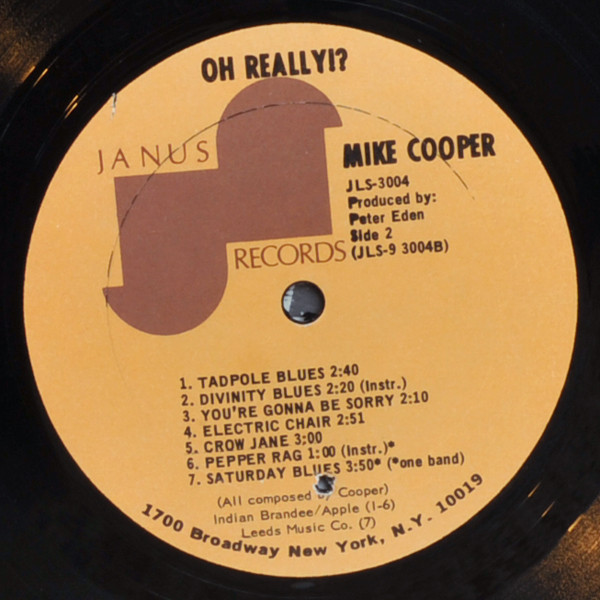 OH REALLY!?
JANUS
RECORDS
MIKE COOPER
JLS-3004
Produced by:
Peter Eden
Side 2
(JLS-9 3004B)
1. TADPOLE BLUES 2:40
2. DIVINITY BLUES 2:20 (Instr.)
3. YOU'RE GONNA BE SORRY 2:10
4. ELECTRIC CHAIR 2:51
5. CROW JANE 3:00
6. PEPPER RAG 1:00 (Instr.)*
7. SATURDAY BLUES 3:50* (*one band)
(All composed by Cooper)
Indian Brandee/Apple (1-6)
Leeds Music Co. (7)
1700 Broadway New York, N.Y. 10019